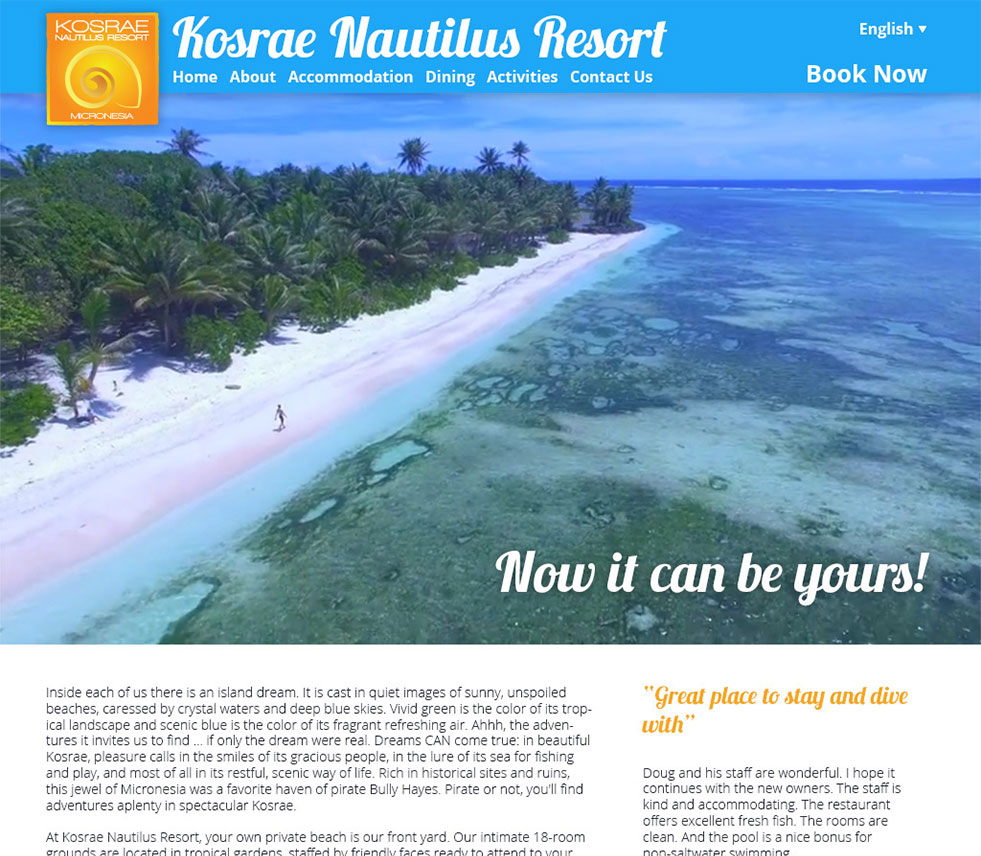 KOSRAE
NAUTILUS RESORT
MICRONESIA
Kosrae Nautilus Resort
English ▼
Home About Accommodation Dining Activities Contact Us
Book Now
Now it can be yours!
Inside each of us there is an island dream. It is cast in quiet images of sunny, unspoiled
beaches, caressed by crystal waters and deep blue skies. Vivid green is the color of its trop-
ical landscape and scenic blue is the color of its fragrant refreshing air. Ahhh, the adven-
tures it invites us to find ... if only the dream were real. Dreams CAN come true: in beautiful
Kosrae, pleasure calls in the smiles of its gracious people, in the lure of its sea for fishing
and play, and most of all in its restful, scenic way of life. Rich in historical sites and ruins,
this jewel of Micronesia was a favorite haven of pirate Bully Hayes. Pirate or not, you'll find
adventures aplenty in spectacular Kosrae.
At Kosrae Nautilus Resort, your own private beach is our front yard. Our intimate 18-room
grounds are located in tropical gardens, staffed by friendly faces ready to attend to your
"Great place to stay and dive
with"
Doug and his staff are wonderful. I hope it
continues with the new owners. The staff is
kind and accommodating. The restaurant
offers excellent fresh fish. The rooms are
clean. And the pool is a nice bonus for
non-saltwater swimming.